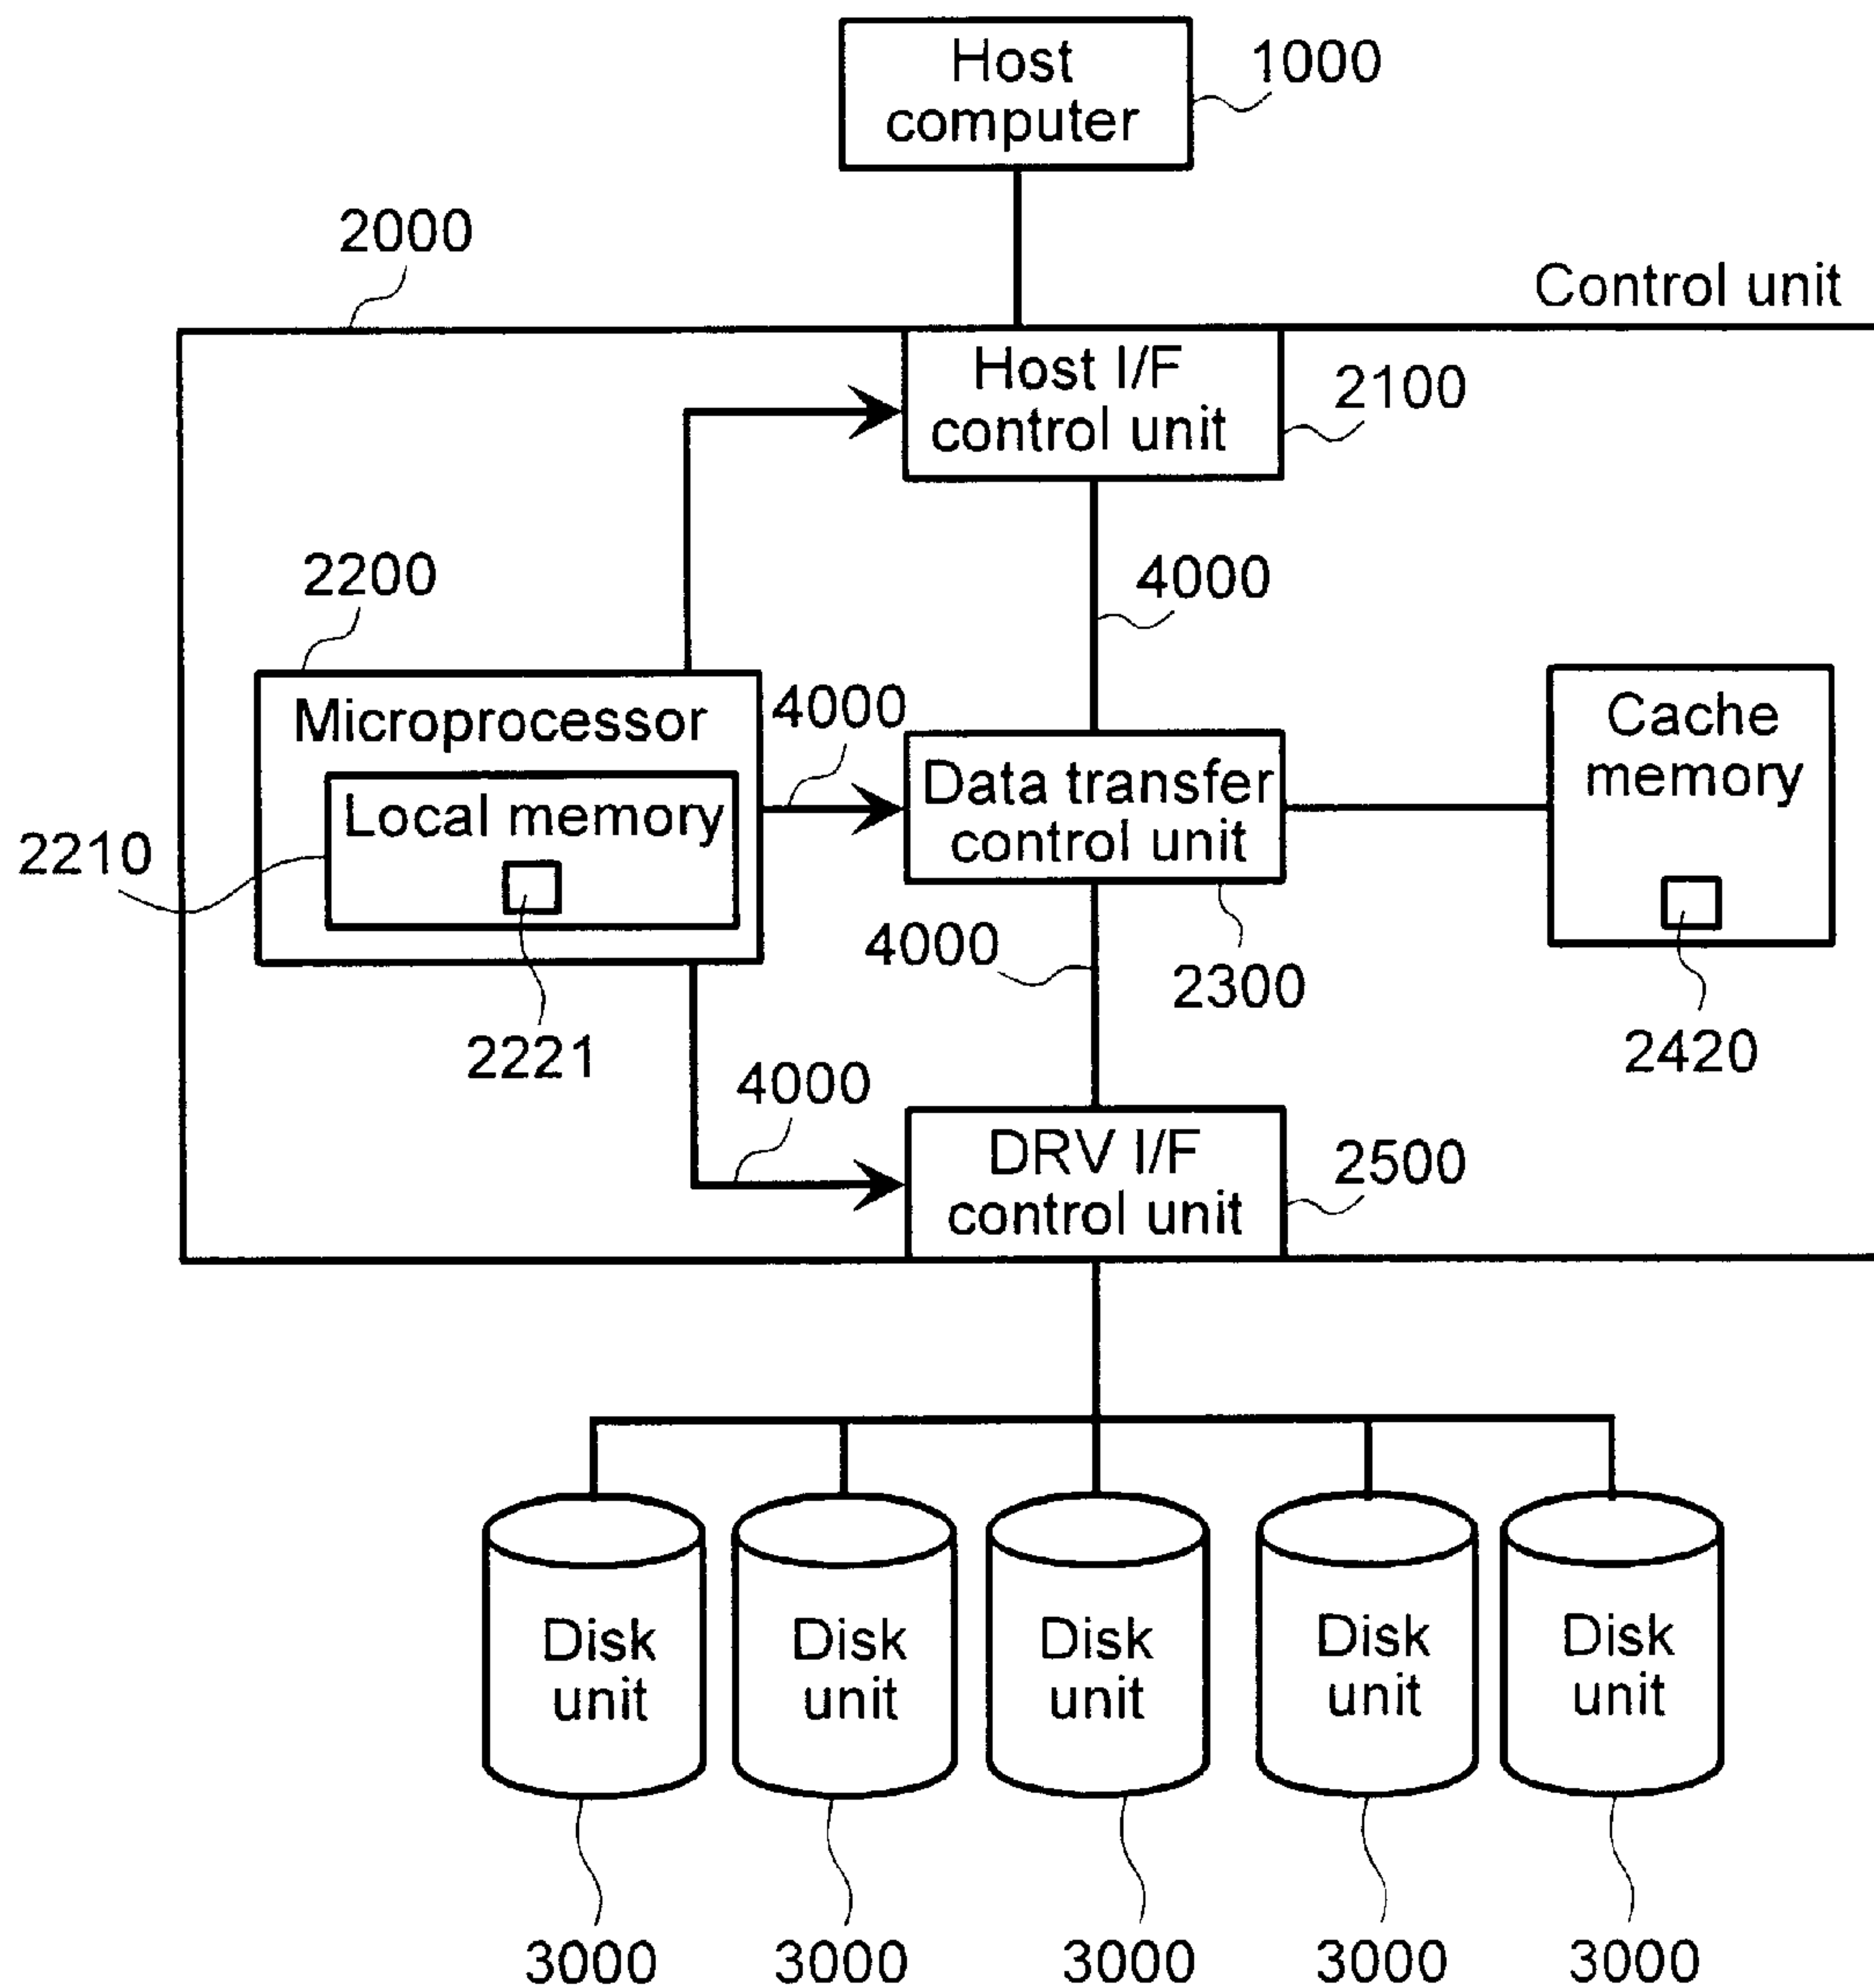 Host
computer
1000
2000
Control unit
Host I/F
control unit
2100
2200
4000
Microprocessor
4000
Cache
memory
Local memory
Data transfer
control unit
2210
4000
2300
2221
2420
4000
DRV I/F
control unit
2500
Disk
unit
Disk
unit
Disk
unit
Disk
unit
Disk
unit
3000
3000
3000
3000
3000